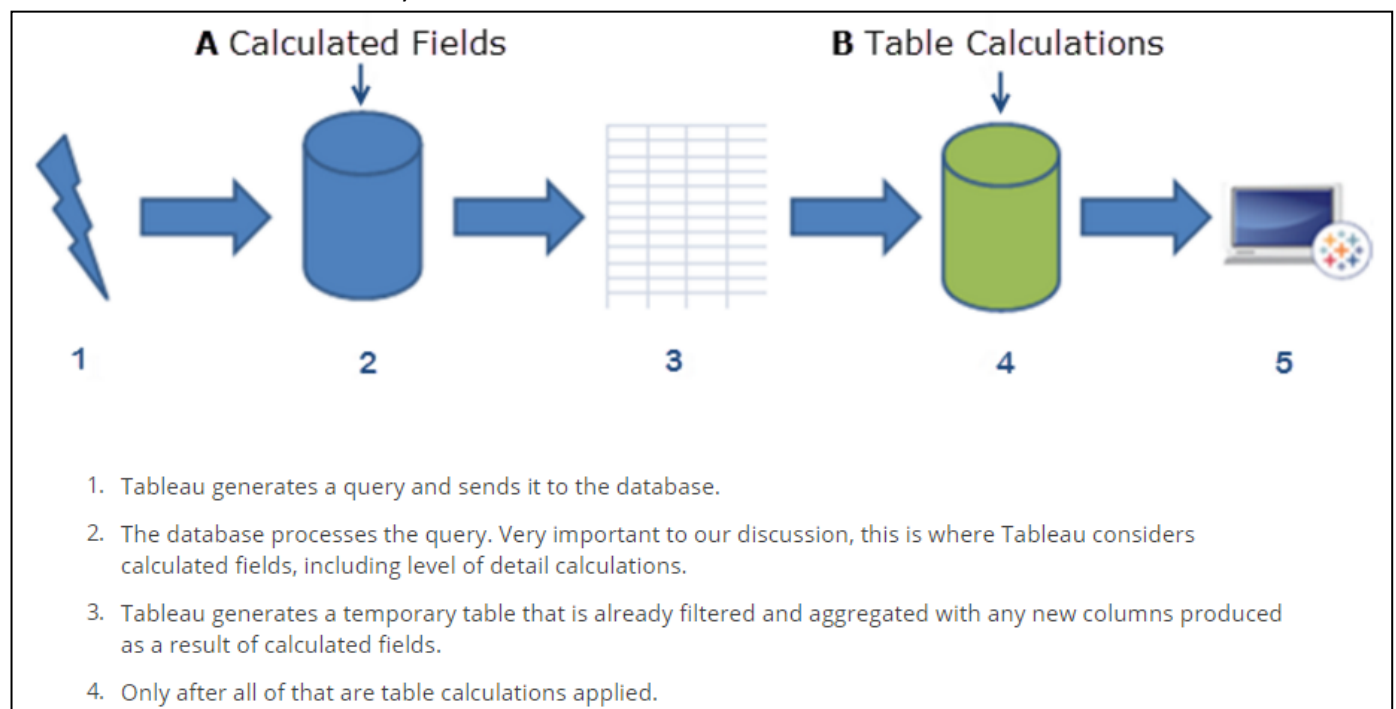 A Calculated Fields
B Table Calculations
1
2
3
4
5
1. Tableau generates a query and sends it to the database.
2. The database processes the query. Very important to our discussion, this is where Tableau considers
calculated fields, including level of detail calculations.
3. Tableau generates a temporary table that is already filtered and aggregated with any new columns produced
as a result of calculated fields.
4. Only after all of that are table calculations applied.